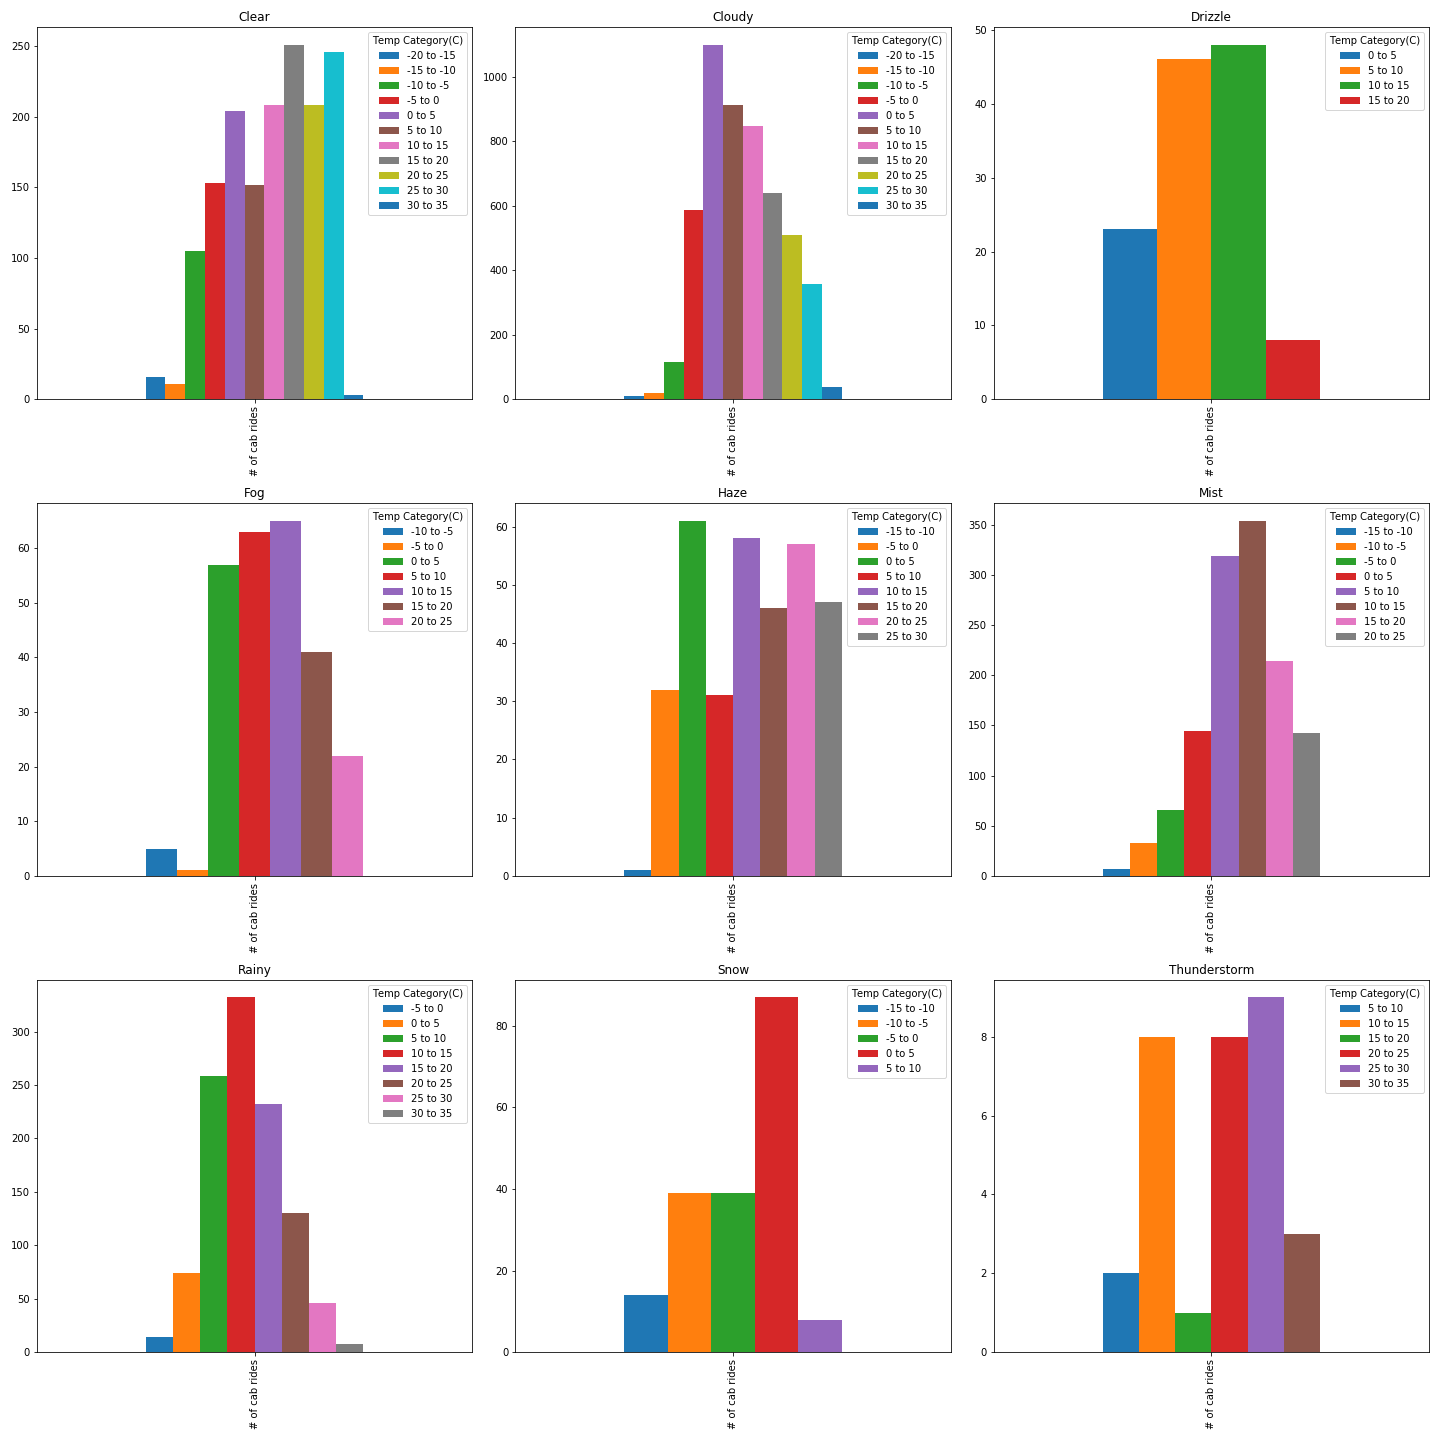 Clear
Temp Category(C)
-20 to -15
-15 to -10
-10 to -5
-5 to 0
0 to 5
5 to 10
10 to 15
15 to 20
20 to 25
25 to 30
30 to 35
250
200
150
100
50
0
# of cab rides
Cloudy
Temp Category(C)
-20 to -15
-15 to -10
-10 to -5
-5 to 0
0 to 5
5 to 10
10 to 15
15 to 20
20 to 25
25 to 30
30 to 35
1000
800
600
400
200
0
# of cab rides
Drizzle
Temp Category(C)
0 to 5
5 to 10
10 to 15
15 to 20
50
40
30
20
10
0
# of cab rides
Fog
Temp Category(C)
-10 to -5
-5 to 0
0 to 5
5 to 10
10 to 15
15 to 20
20 to 25
60
50
40
30
20
10
0
# of cab rides
Haze
Temp Category(C)
-15 to -10
-5 to 0
0 to 5
5 to 10
10 to 15
15 to 20
20 to 25
25 to 30
60
50
40
30
20
10
0
# of cab rides
Mist
Temp Category(C)
-15 to -10
-10 to -5
-5 to 0
0 to 5
5 to 10
10 to 15
15 to 20
20 to 25
350
300
250
200
150
100
50
0
# of cab rides
Rainy
Temp Category(C)
-5 to 0
0 to 5
5 to 10
10 to 15
15 to 20
20 to 25
25 to 30
30 to 35
300
250
200
150
100
50
0
# of cab rides
Snow
Temp Category(C)
-15 to -10
-10 to -5
-5 to 0
0 to 5
5 to 10
80
60
40
20
0
# of cab rides
Thunderstorm
Temp Category(C)
5 to 10
10 to 15
15 to 20
20 to 25
25 to 30
30 to 35
8
6
4
2
0
# of cab rides